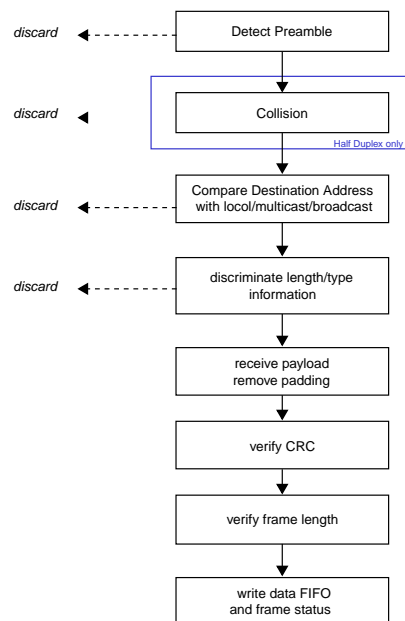 discard
Detect Preamble
discard
Collision
Half Duplex only
discard
Compare Destination Address
with locol/multicast/broadcast
discard
discriminate length/type
information
receive payload
remove padding
verify CRC
verify frame length
write data FIFO
and frame status